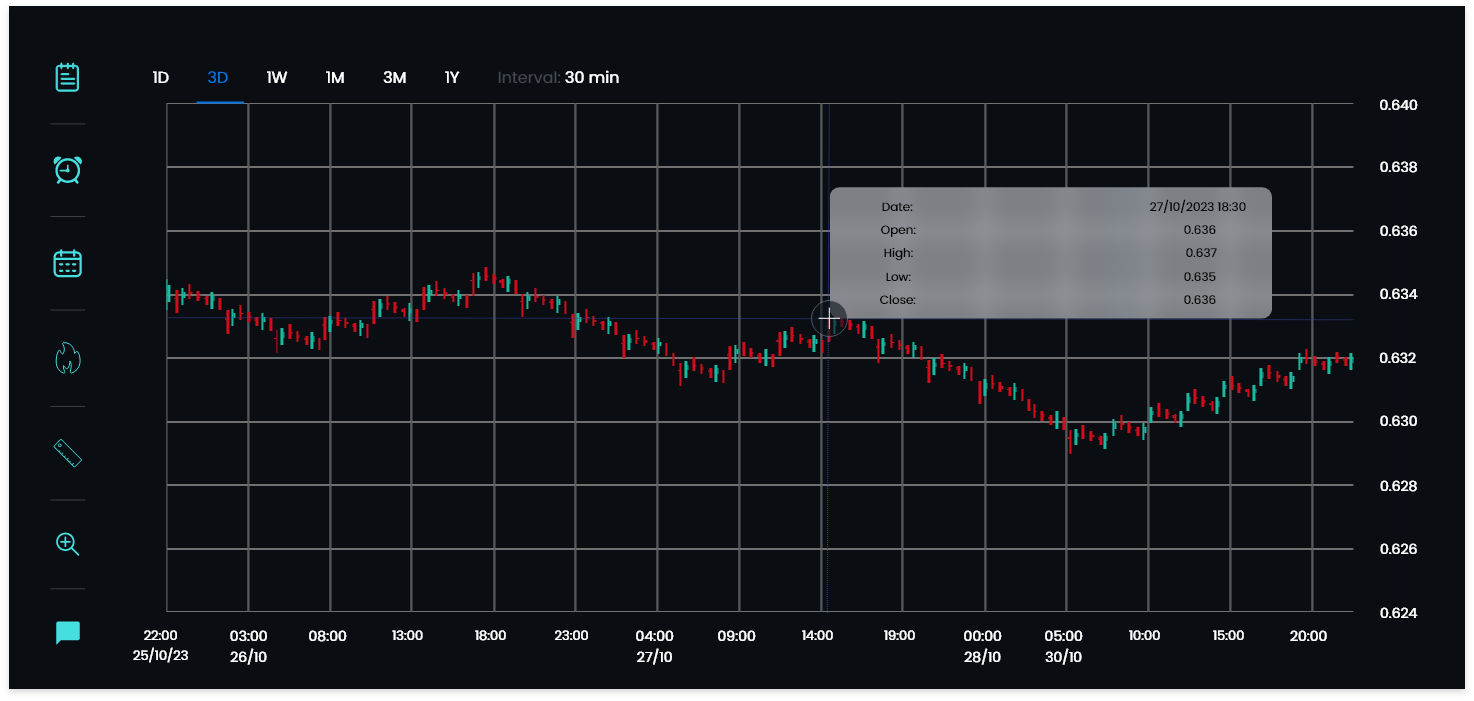 1D 3D 1W 1M 3M 1Y Interval: 30 min
0.640
0.638
Date: 27/10/2023 18:30
Open: 0.636
0.636
High: 0.637
Low: 0.635
0.634
Close: 0.636
0.632
0.630
0.628
0.626
0.624
22:00 03:00 08:00 13:00 18:00 23:00 04:00 09:00 14:00 19:00 00:00 05:00 10:00 15:00 20:00
25/10/23 26/10 27/10 28/10 30/10